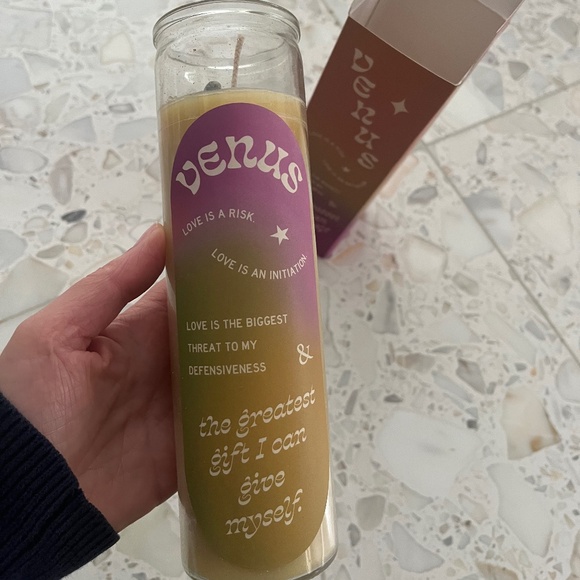 VENUS
LOVE IS A RISK.
LOVE IS AN INITIATION
LOVE IS THE BIGGEST
THREAT TO MY
DEFENSIVENESS
&
the greatest
gift I can
give
myself.
VENUS